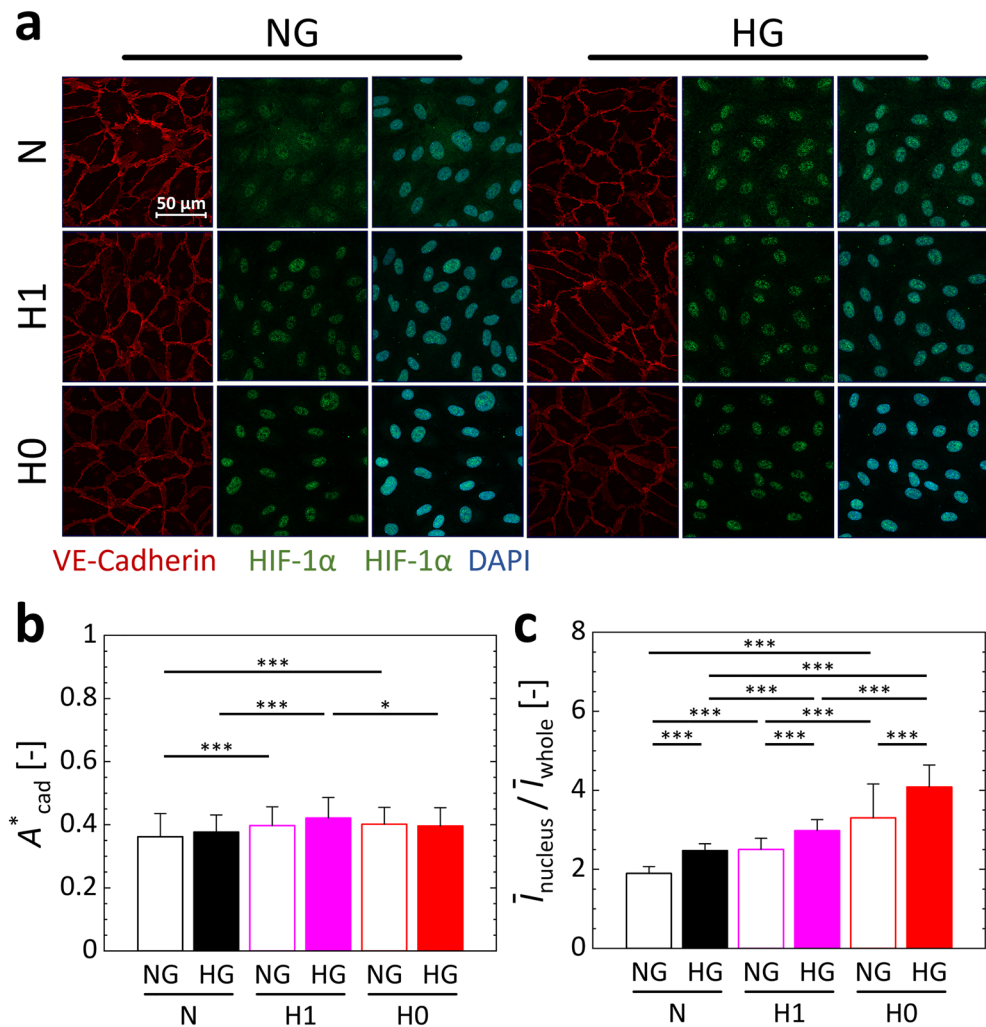 a
NG HG
N
50 μm
H1
H0
VE-Cadherin HIF-1α HIF-1α DAPI
b
A*cad [-]
1
0.8
0.6
0.4
0.2
0
***
*** *
***
NG HG NG HG NG HG
N H1 H0
c
Īnucleus / Īwhole [-]
8
6
4
2
0
***
***
*** ***
*** ***
*** *** ***
NG HG NG HG NG HG
N H1 H0